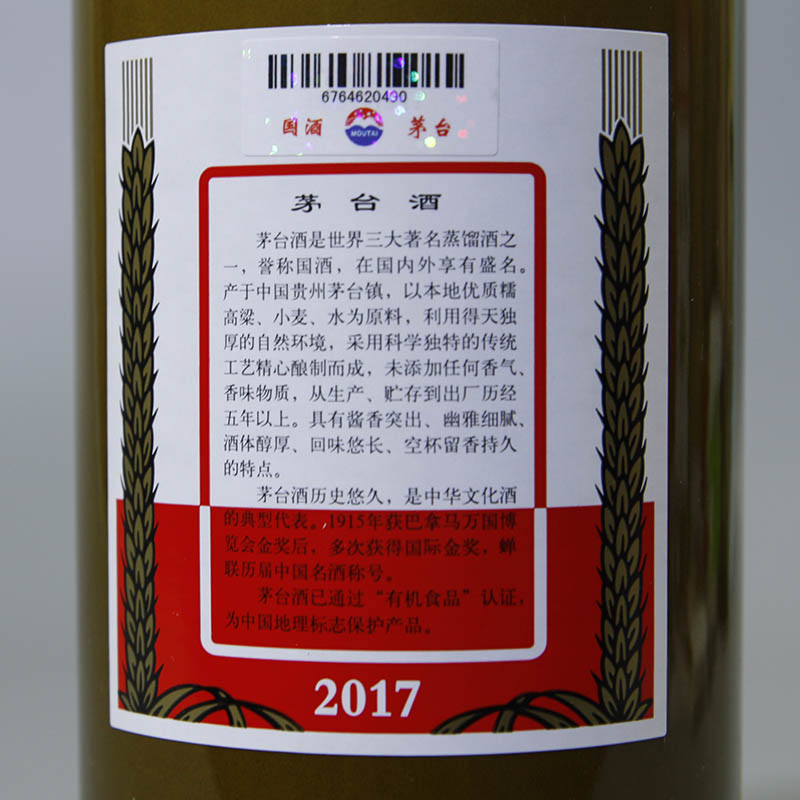 6764620430
国酒 MOUTAI 茅台
茅台酒
茅台酒是世界三大著名蒸馏酒之
一，誉称国酒，在国内外享有盛名。
产于中国贵州茅台镇，以本地优质糯
高粱、小麦、水为原料，利用得天独
厚的自然环境，采用科学独特的传统
工艺精心酿制而成，未添加任何香气、
香味物质，从生产、贮存到出厂历经
五年以上。具有酱香突出、幽雅细腻、
酒体醇厚、回味悠长、空杯留香持久
的特点。
茅台酒历史悠久，是中华文化酒
的典型代表。1915年获巴拿马万国博
览会金奖后，多次获得国际金奖，蝉
联历届中国名酒称号。
茅台酒已通过“有机食品”认证，
为中国地理标志保护产品。
2017